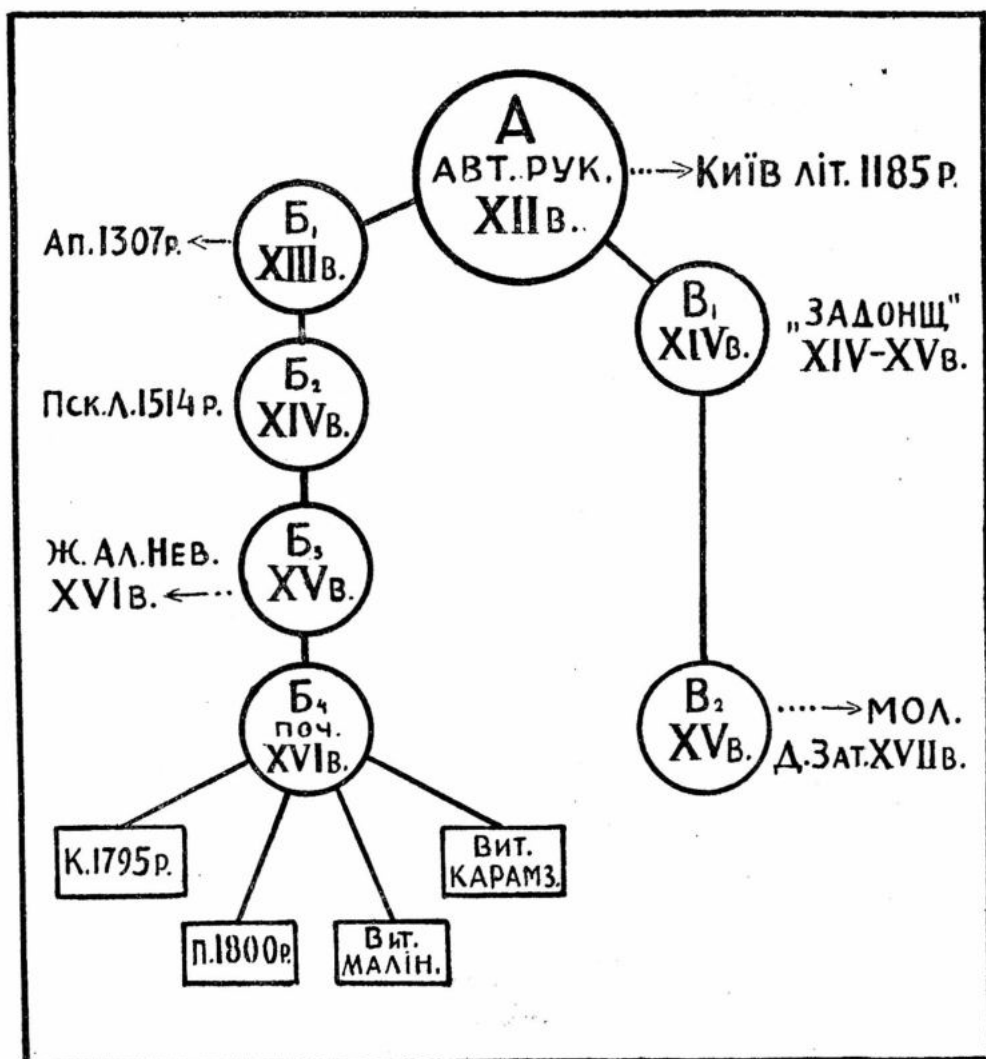 А
АВТ. РУК.
XII в.
Київ літ. 1185 р.
Б₁
XIII в.
Ап. 1307 р.
В₁
XIV в.
„ЗАДОНЩ"
XIV–XV в.
Б₂
XIV в.
Пск. Л. 1514 р.
Б₃
XV в.
Ж. Ал. Нев.
XVI в.
Б₄
поч.
XVI в.
В₂
XV в.
МОЛ.
Д. Зат. XVII в.
К. 1795 р.
Вит.
КАРАМЗ.
П. 1800 р.
Вит.
МАЛІН.